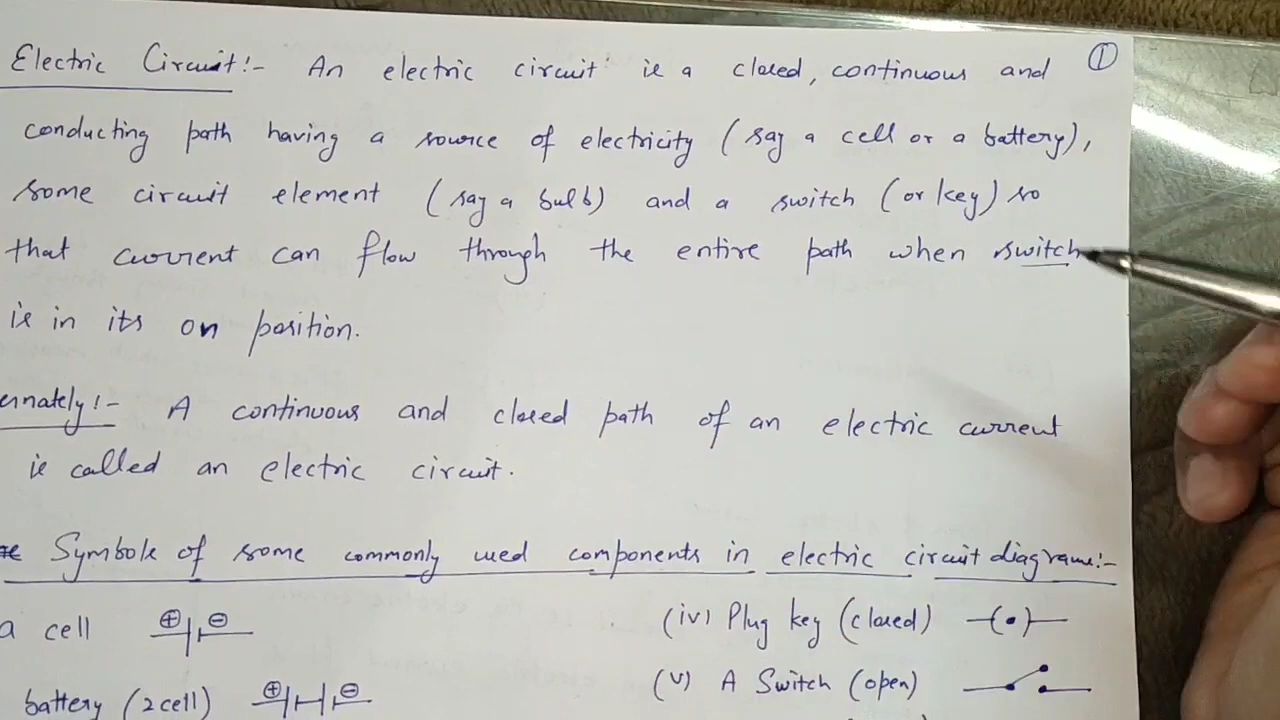 ①
Electric Circuit:- An electric circuit is a closed, continuous and
conducting path having a source of electricity (say a cell or a battery),
some circuit element (say a bulb) and a switch (or key) so
that current can flow through the entire path when switch
is in its on position.
ernately:- A continuous and closed path of an electric current
is called an electric circuit.
Symbols of some commonly used components in electric circuit diagrams:-
a cell ⊕ ⊖
(iv) Plug key (closed)
battery (2 cell) ⊕ ⊖
(v) A Switch (open)